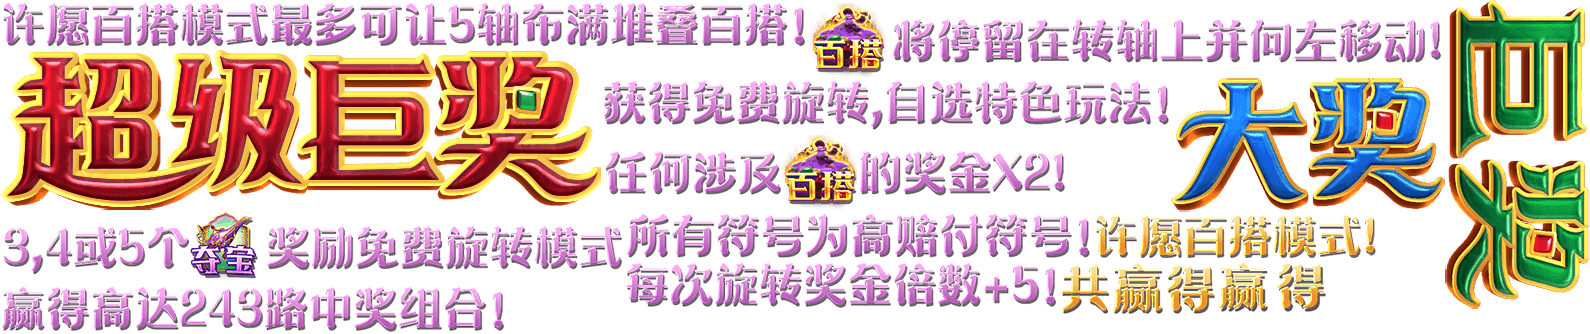 许愿百搭模式最多可让5轴布满堆叠百搭!
百搭 将停留在转轴上并向左移动!
超级巨奖
获得免费旋转,自选特色玩法!
大奖
巨奖
任何涉及百搭的奖金X2!
3,4或5个夺宝奖励免费旋转模式
所有符号为高赔付符号!
许愿百搭模式!
每次旋转奖金倍数+5!
共赢得赢 得
赢得高达243路中奖组合!